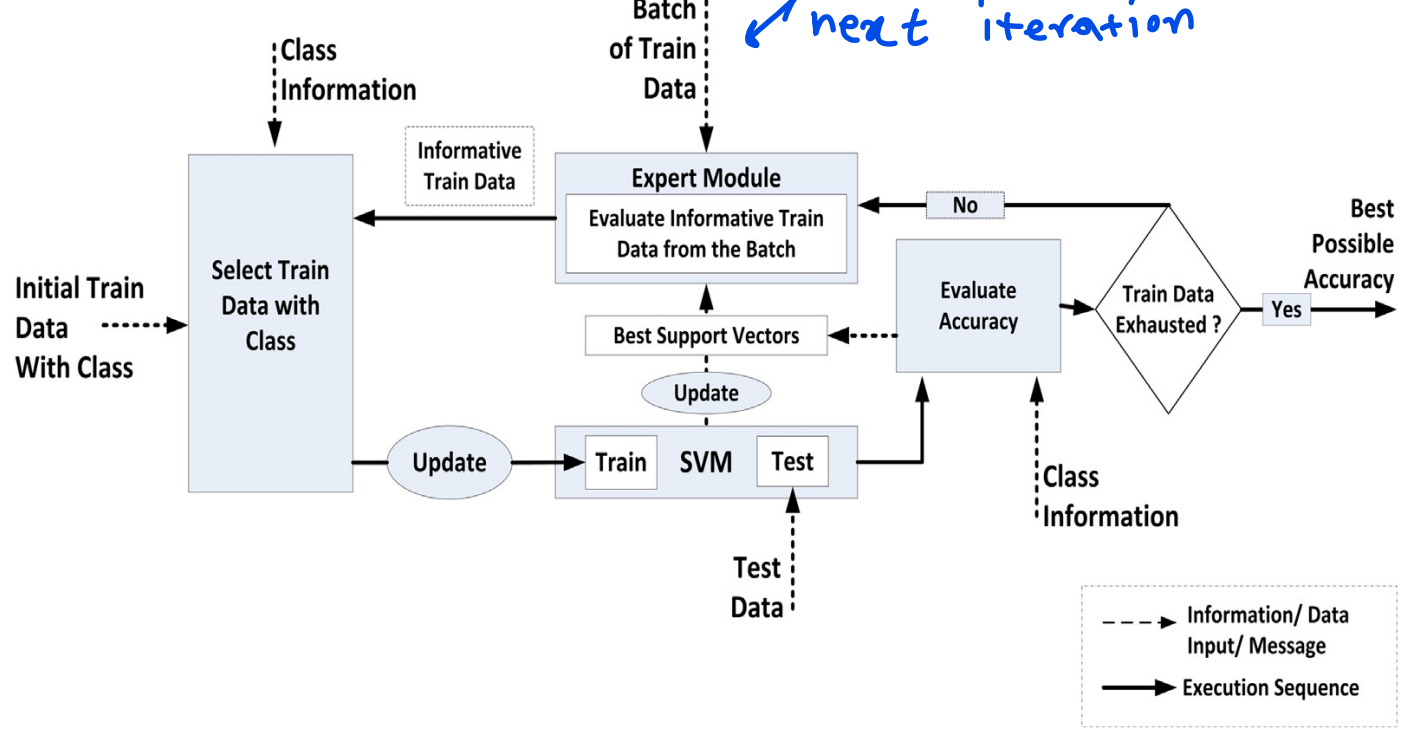 Batch
of Train
Data
next iteration
Class
Information
Informative
Train Data
Expert Module
Evaluate Informative Train
Data from the Batch
No
Best
Possible
Accuracy
Initial Train
Data
With Class
Select Train
Data with
Class
Best Support Vectors
Evaluate
Accuracy
Train Data
Exhausted ?
Yes
Update
Update
Train
SVM
Test
Class
Information
Test
Data
Information/ Data
Input/ Message
Execution Sequence